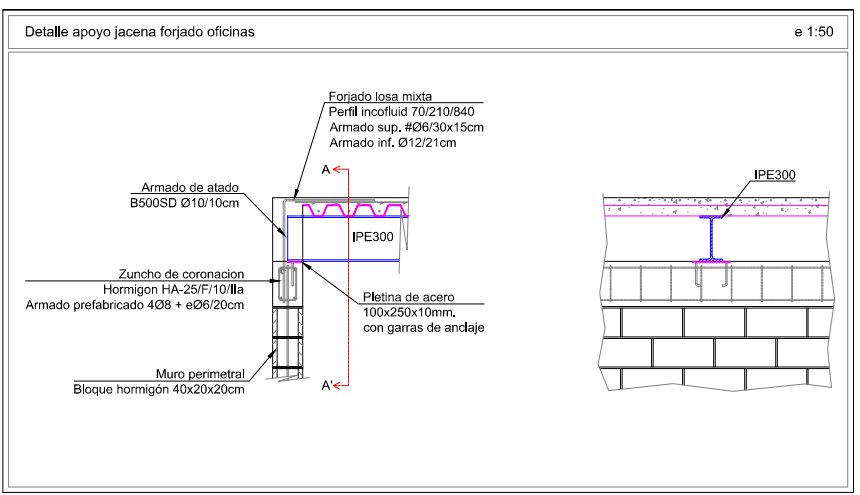 Detalle apoyo jacena forjado oficinas
e 1:50
Forjado losa mixta
Perfil incofluid 70/210/840
Armado sup. #Ø6/30x15cm
Armado inf. Ø12/21cm
A
Armado de atado
B500SD Ø10/10cm
IPE300
IPE300
Zuncho de coronacion
Hormigon HA-25/F/10/IIa
Armado prefabricado 4Ø8 + eØ6/20cm
Pletina de acero
100x250x10mm.
con garras de anclaje
Muro perimetral
Bloque hormigón 40x20x20cm
A'